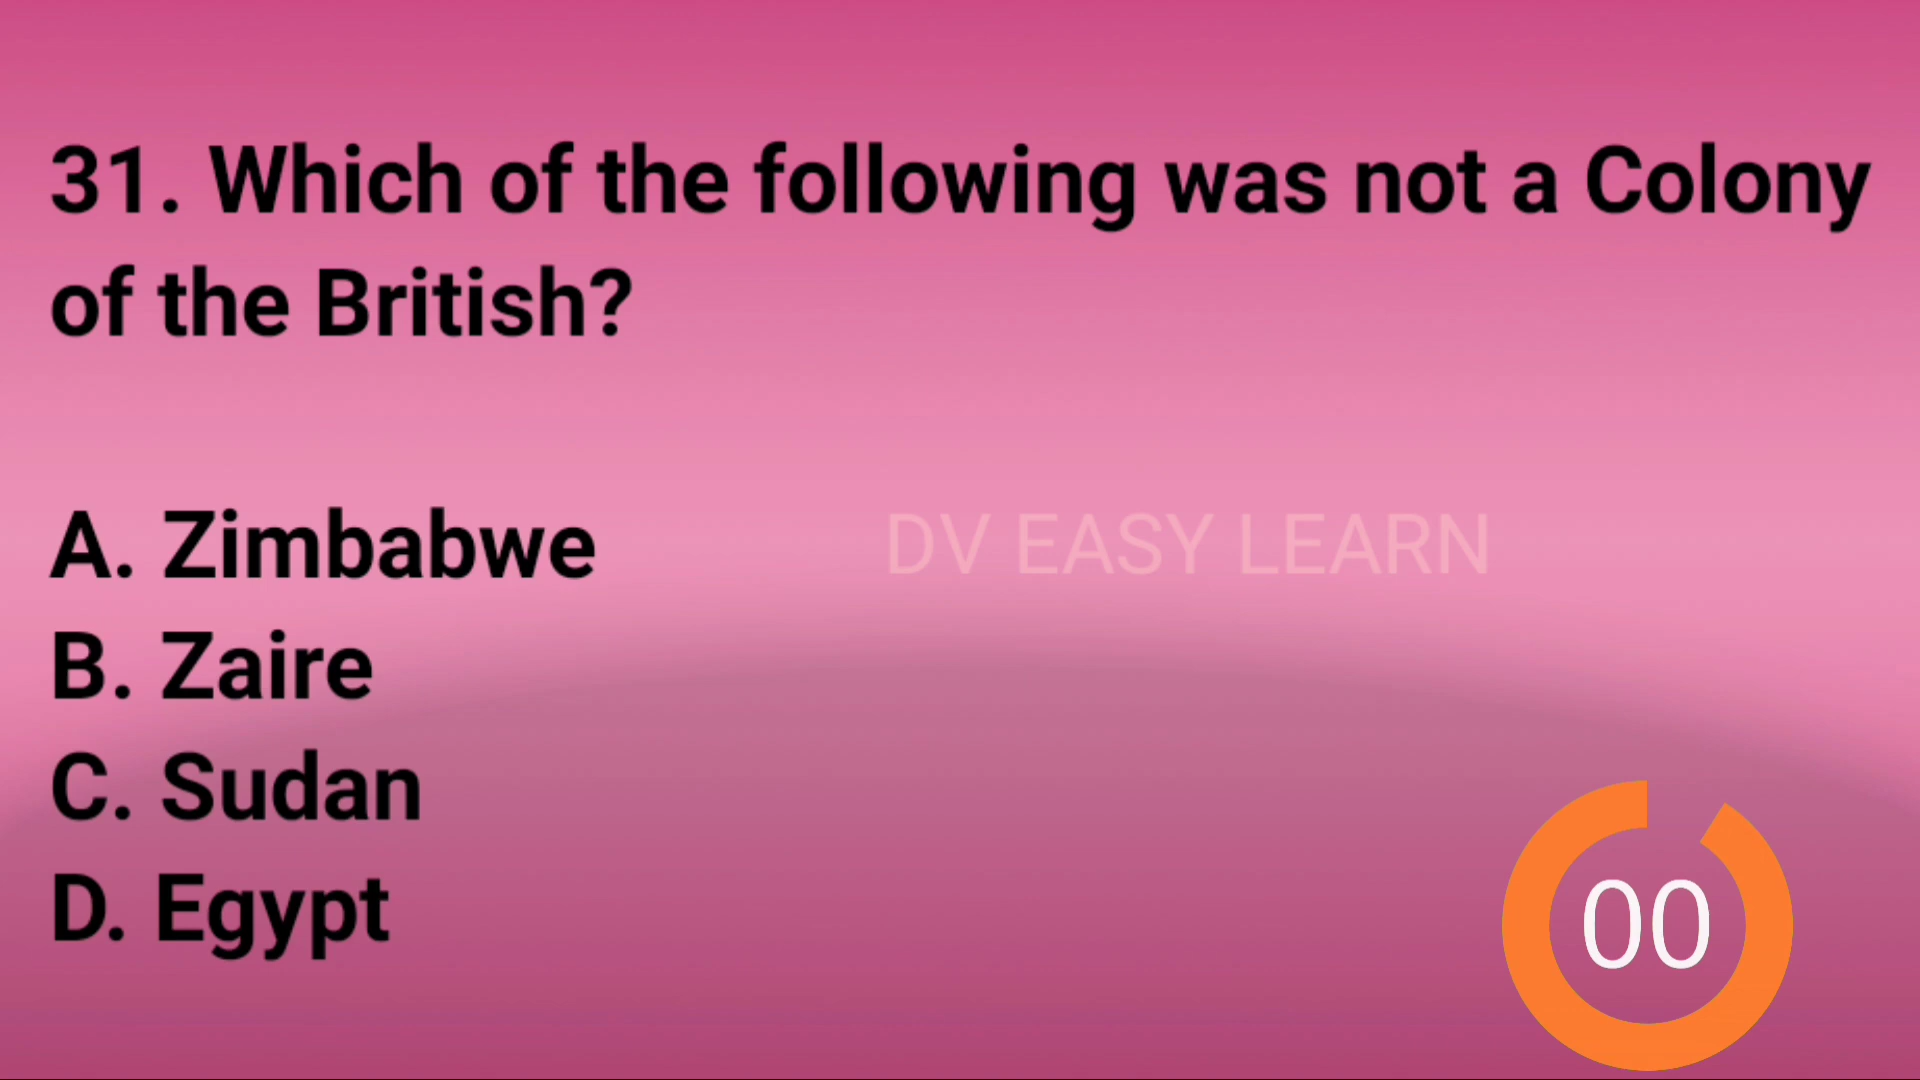 31. Which of the following was not a Colony
of the British?
A. Zimbabwe
DV EASY LEARN
B. Zaire
C. Sudan
D. Egypt
00